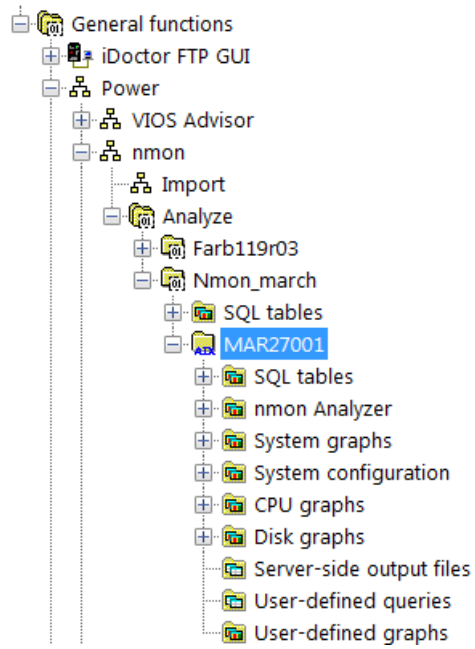 General functions
iDoctor FTP GUI
Power
VIOS Advisor
nmon
Import
Analyze
Farb119r03
Nmon_march
SQL tables
MAR27001
SQL tables
nmon Analyzer
System graphs
System configuration
CPU graphs
Disk graphs
Server-side output files
User-defined queries
User-defined graphs